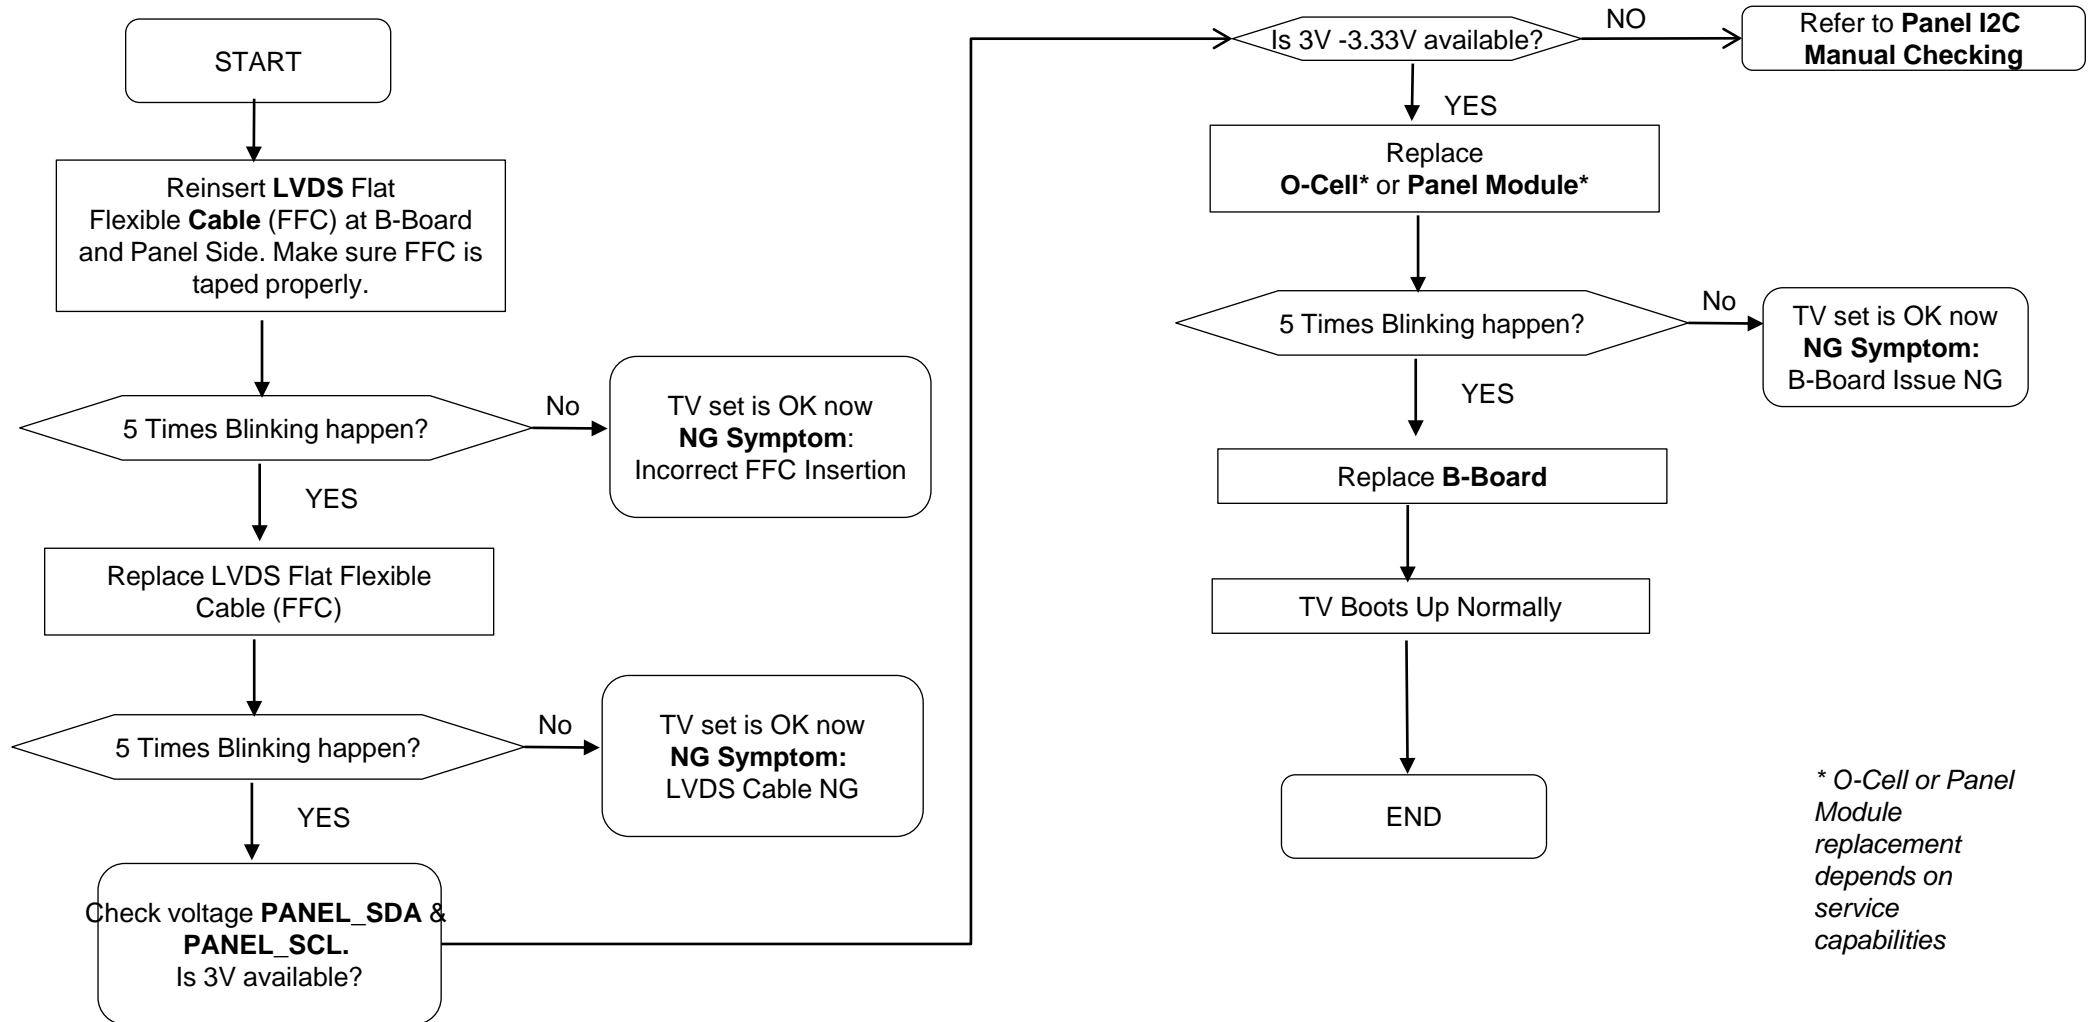 START
Reinsert LVDS Flat
Flexible Cable (FFC) at B-Board
and Panel Side. Make sure FFC is
taped properly.
5 Times Blinking happen?
No
TV set is OK now
NG Symptom:
Incorrect FFC Insertion
YES
Replace LVDS Flat Flexible
Cable (FFC)
5 Times Blinking happen?
No
TV set is OK now
NG Symptom:
LVDS Cable NG
YES
Check voltage PANEL_SDA &
PANEL_SCL.
Is 3V available?
Is 3V -3.33V available?
NO
Refer to Panel I2C
Manual Checking
YES
Replace
O-Cell* or Panel Module*
5 Times Blinking happen?
No
TV set is OK now
NG Symptom:
B-Board Issue NG
YES
Replace B-Board
TV Boots Up Normally
END
* O-Cell or Panel
Module
replacement
depends on
service
capabilities